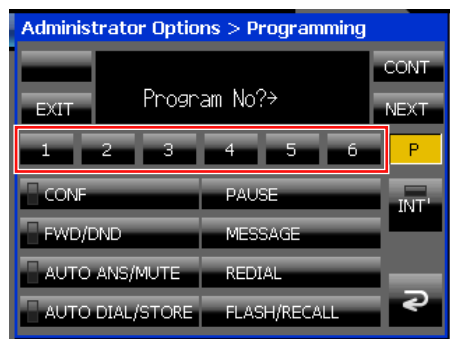 Administrator Options > Programming
CONT
Program No?→
EXIT
NEXT
1 2 3 4 5 6 P
CONF PAUSE INT'
FWD/DND MESSAGE
AUTO ANS/MUTE REDIAL
AUTO DIAL/STORE FLASH/RECALL